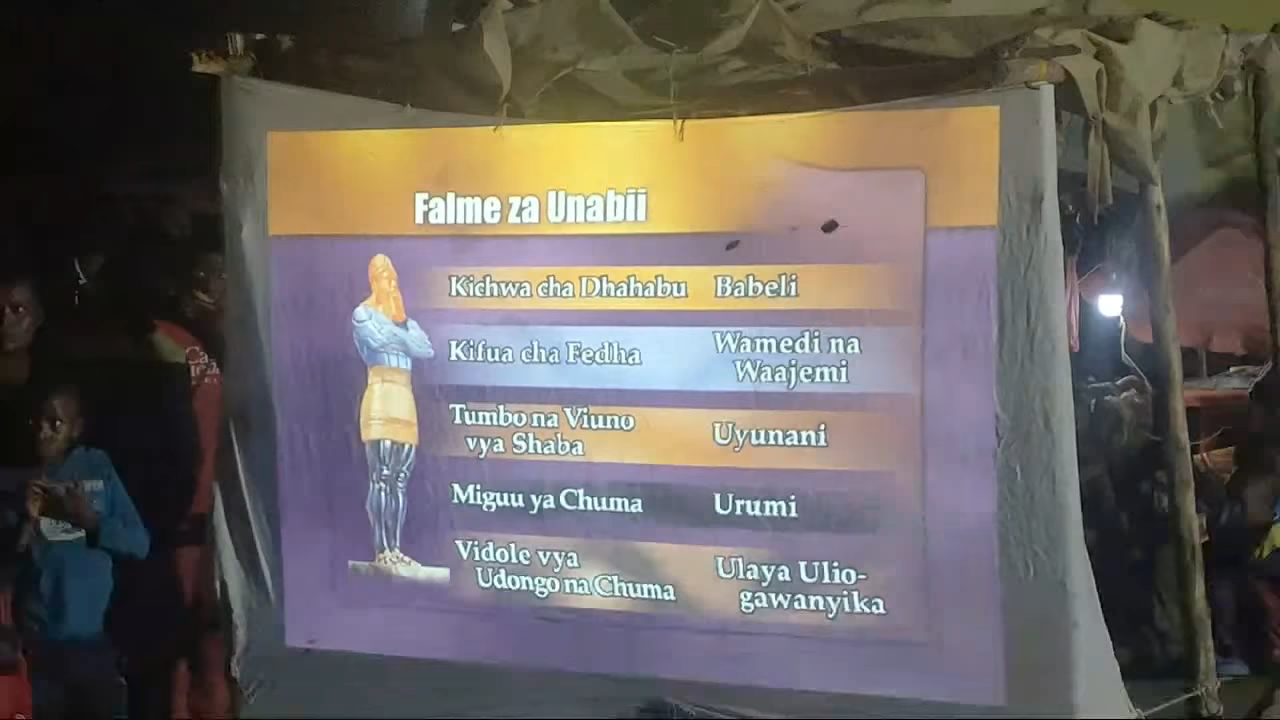 Falme za Unabii
Kichwa cha Dhahabu Babeli
Kifua cha Fedha
Wamedi na
Waajemi
Tumbo na Viuno
vya Shaba
Uyunani
Miguu ya Chuma Urumi
Vidole vya
Udongo na Chuma
Ulaya Ulio-
gawanyika